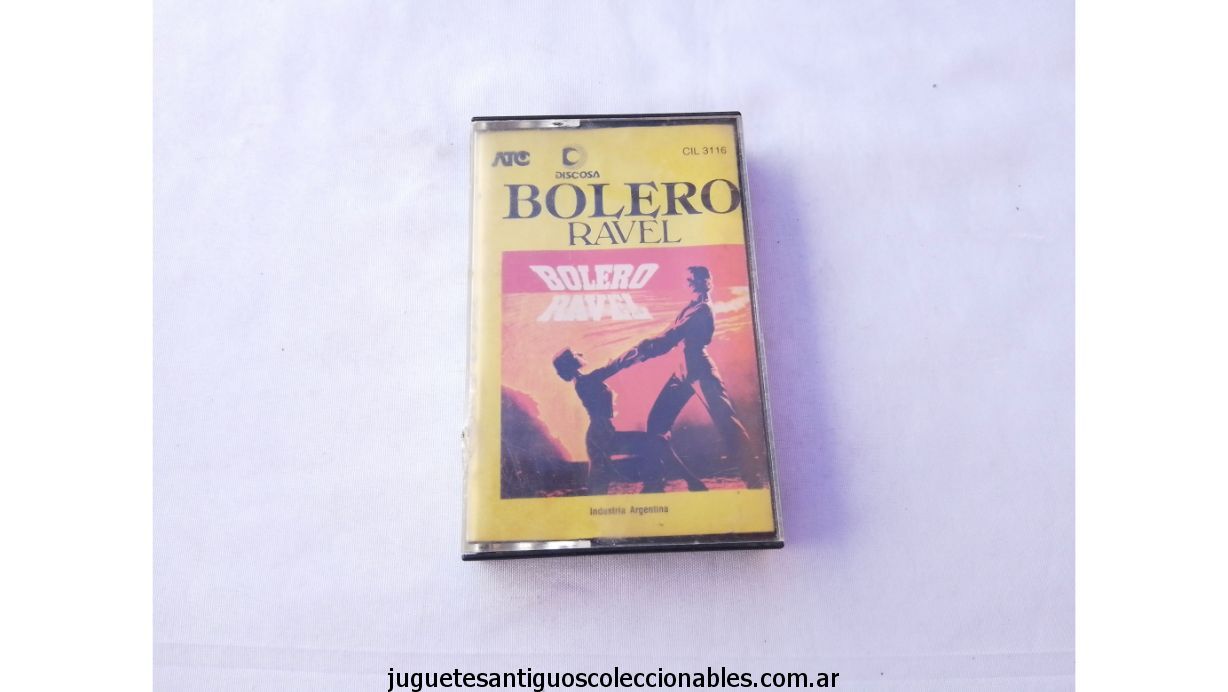 ATC
DISCOSA
CIL 3116
BOLERO
RAVEL
BOLERO
RAVEL
Industria Argentina
juguetesantiguoscoleccionables.com.ar